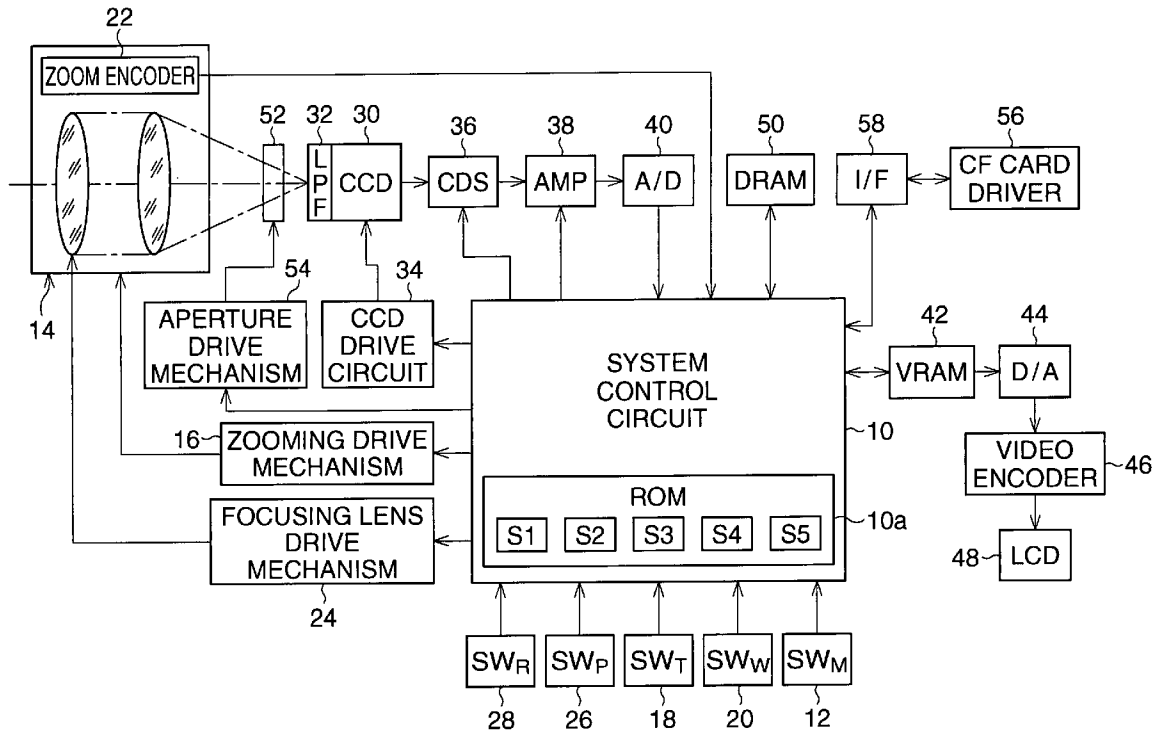 22
ZOOM ENCODER
52
32
30
36
38
40
50
58
56
LPF
CCD
CDS
AMP
A/D
DRAM
I/F
CF CARD
DRIVER
14
54
34
42
44
APERTURE
DRIVE
MECHANISM
CCD
DRIVE
CIRCUIT
SYSTEM
CONTROL
CIRCUIT
VRAM
D/A
10
16
ZOOMING DRIVE
MECHANISM
VIDEO
ENCODER
46
ROM
10a
S1 S2 S3 S4 S5
FOCUSING LENS
DRIVE
MECHANISM
24
48
LCD
SWR
SWP
SWT
SWW
SWM
28
26
18
20
12